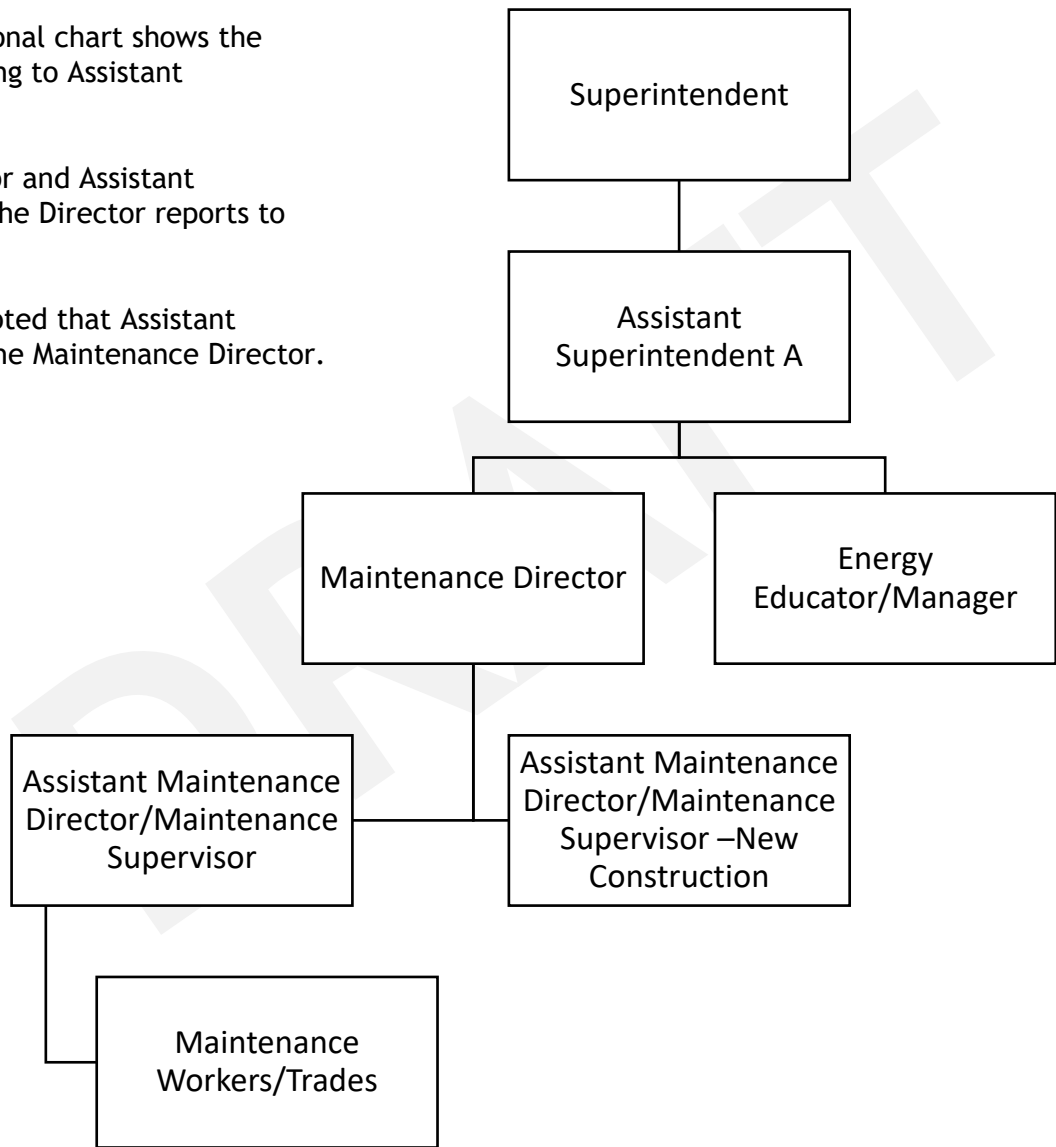 onal chart shows the
ng to Assistant
or and Assistant
he Director reports to
oted that Assistant
he Maintenance Director.
Superintendent
Assistant
Superintendent A
Maintenance Director
Energy
Educator/Manager
Assistant Maintenance
Director/Maintenance
Supervisor
Assistant Maintenance
Director/Maintenance
Supervisor –New
Construction
Maintenance
Workers/Trades
DRAFT